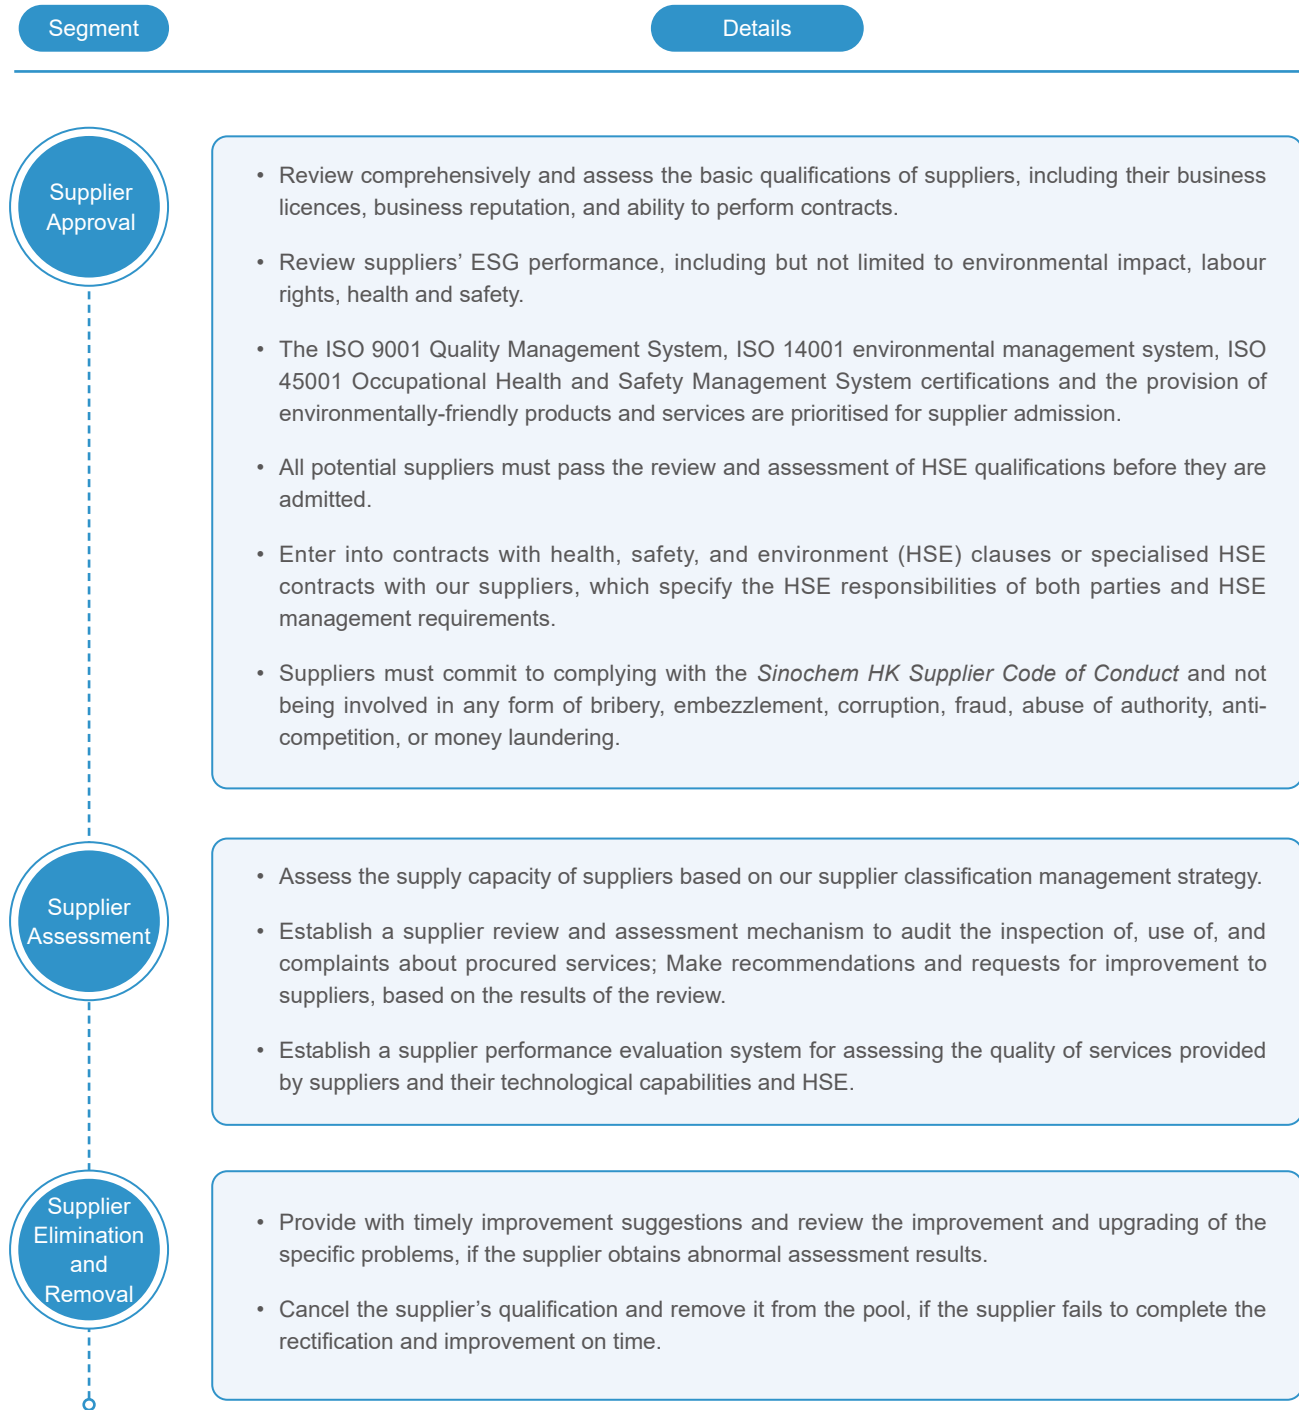 Segment
Details
Supplier
Approval
• Review comprehensively and assess the basic qualifications of suppliers, including their business
licences, business reputation, and ability to perform contracts.
• Review suppliers’ ESG performance, including but not limited to environmental impact, labour
rights, health and safety.
• The ISO 9001 Quality Management System, ISO 14001 environmental management system, ISO
45001 Occupational Health and Safety Management System certifications and the provision of
environmentally-friendly products and services are prioritised for supplier admission.
• All potential suppliers must pass the review and assessment of HSE qualifications before they are
admitted.
• Enter into contracts with health, safety, and environment (HSE) clauses or specialised HSE
contracts with our suppliers, which specify the HSE responsibilities of both parties and HSE
management requirements.
• Suppliers must commit to complying with the Sinochem HK Supplier Code of Conduct and not
being involved in any form of bribery, embezzlement, corruption, fraud, abuse of authority, anti-
competition, or money laundering.
Supplier
Assessment
• Assess the supply capacity of suppliers based on our supplier classification management strategy.
• Establish a supplier review and assessment mechanism to audit the inspection of, use of, and
complaints about procured services; Make recommendations and requests for improvement to
suppliers, based on the results of the review.
• Establish a supplier performance evaluation system for assessing the quality of services provided
by suppliers and their technological capabilities and HSE.
Supplier
Elimination
and
Removal
• Provide with timely improvement suggestions and review the improvement and upgrading of the
specific problems, if the supplier obtains abnormal assessment results.
• Cancel the supplier’s qualification and remove it from the pool, if the supplier fails to complete the
rectification and improvement on time.